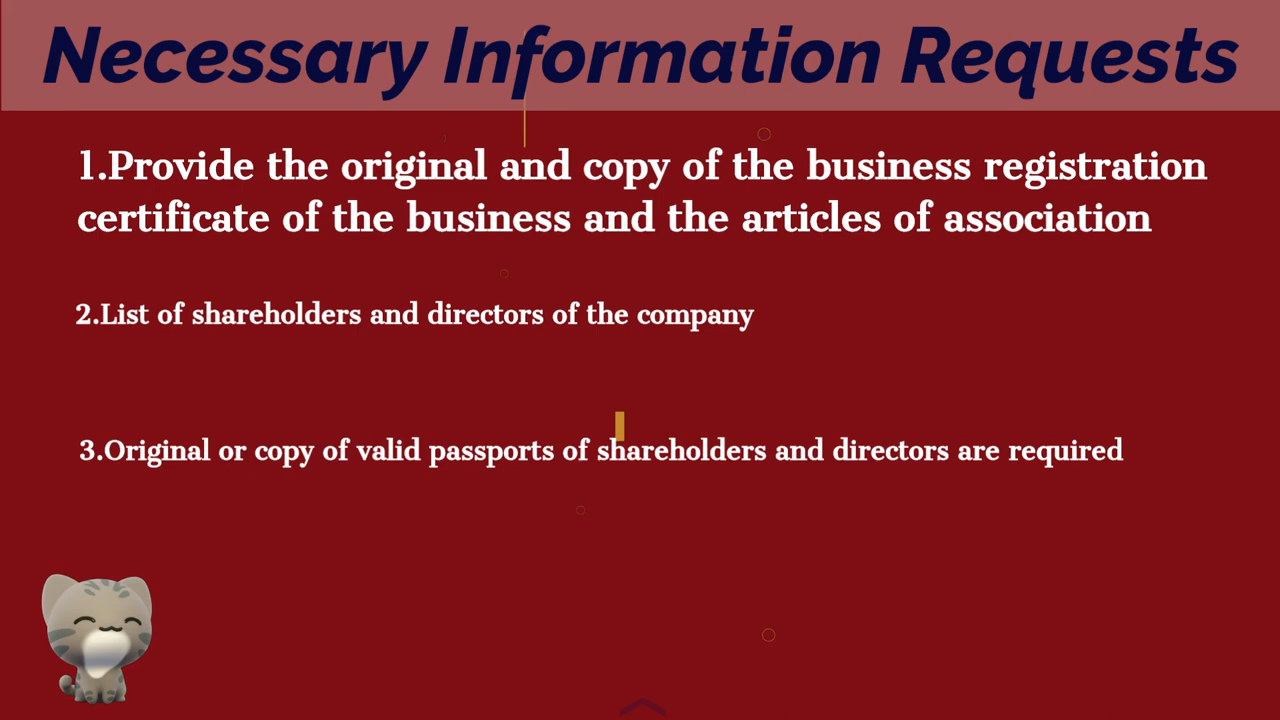 Necessary Information Requests
1.Provide the original and copy of the business registration
certificate of the business and the articles of association
2.List of shareholders and directors of the company
3.Original or copy of valid passports of shareholders and directors are required